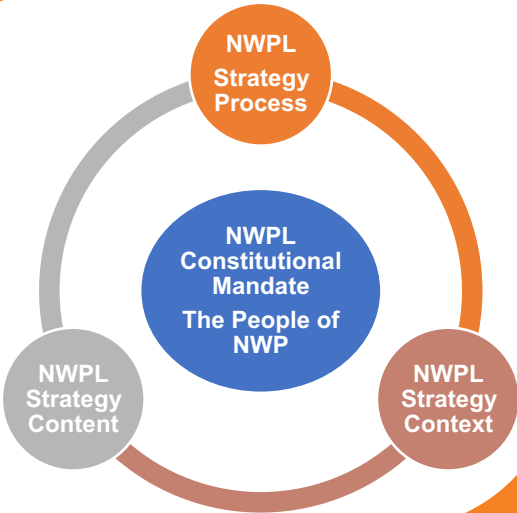 NWPL
Strategy
Process
NWPL
Constitutional
Mandate
The People of
NWP
NWPL
Strategy
Content
NWPL
Strategy
Context